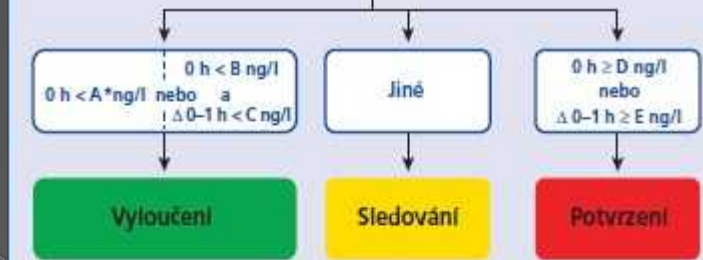 0 h < A*ng/l nebo
0 h < B ng/l
a
Δ 0–1 h < C ng/l
Jiné
0 h ≥ D ng/l
nebo
Δ 0–1 h ≥ E ng/l
Vyloučení
Sledování
Potvrzení